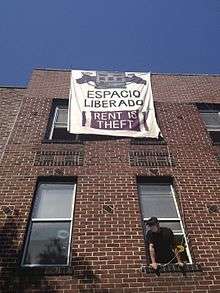 ESPACIO
LIBERADO
RENT IS
THEFT